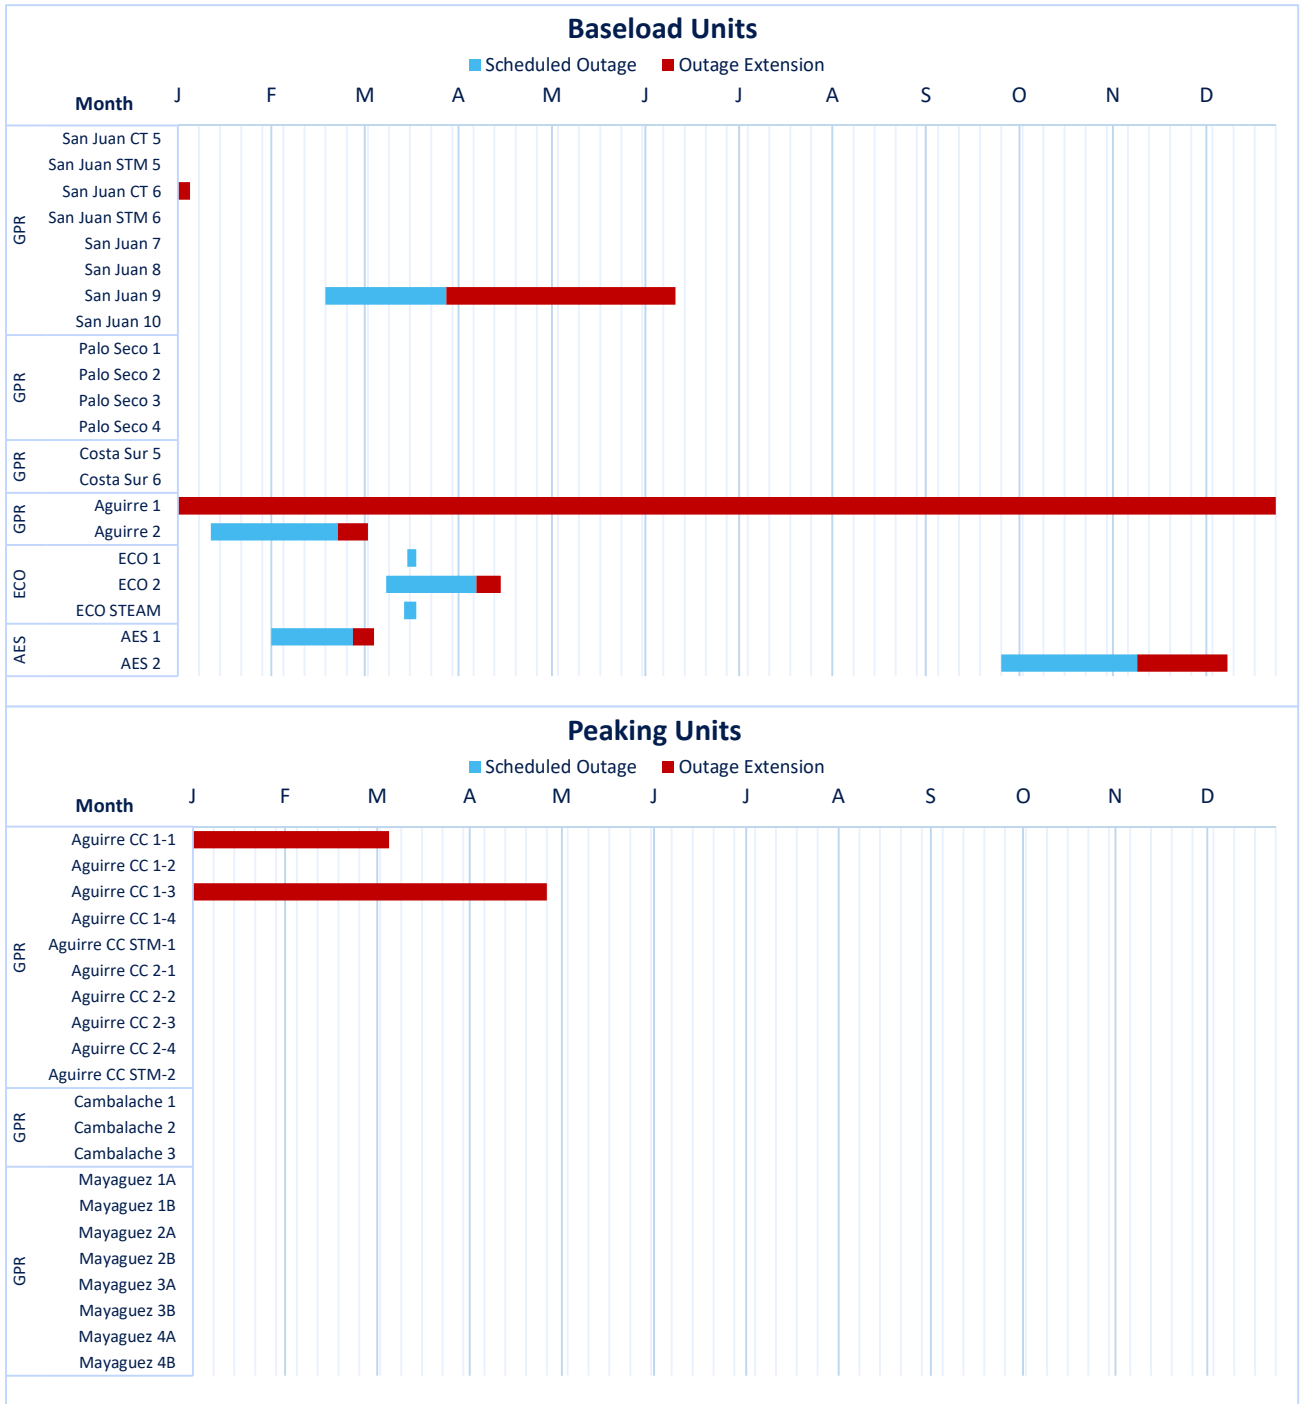 Baseload Units
Scheduled Outage Outage Extension
Month J F M A M J J A S O N D
GPR
San Juan CT 5
San Juan STM 5
San Juan CT 6
San Juan STM 6
San Juan 7
San Juan 8
San Juan 9
San Juan 10
GPR
Palo Seco 1
Palo Seco 2
Palo Seco 3
Palo Seco 4
GPR
Costa Sur 5
Costa Sur 6
GPR
Aguirre 1
Aguirre 2
ECO
ECO 1
ECO 2
ECO STEAM
AES
AES 1
AES 2
Peaking Units
Scheduled Outage Outage Extension
Month J F M A M J J A S O N D
GPR
Aguirre CC 1-1
Aguirre CC 1-2
Aguirre CC 1-3
Aguirre CC 1-4
Aguirre CC STM-1
Aguirre CC 2-1
Aguirre CC 2-2
Aguirre CC 2-3
Aguirre CC 2-4
Aguirre CC STM-2
GPR
Cambalache 1
Cambalache 2
Cambalache 3
GPR
Mayaguez 1A
Mayaguez 1B
Mayaguez 2A
Mayaguez 2B
Mayaguez 3A
Mayaguez 3B
Mayaguez 4A
Mayaguez 4B